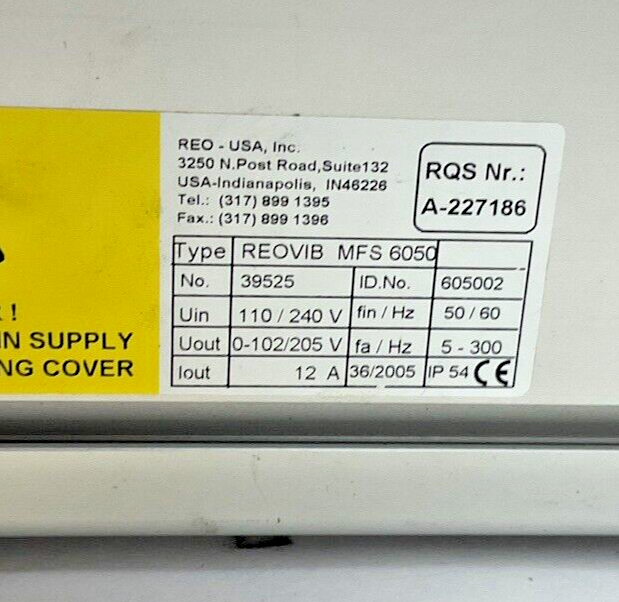 REO - USA, Inc.
3250 N.Post Road,Suite132
USA-Indianapolis, IN46226
Tel.: (317) 899 1395
Fax.: (317) 899 1396
RQS Nr.:
A-227186
Type REOVIB MFS 6050
No. 39525 ID.No. 605002
Uin 110 / 240 V fin / Hz 50 / 60
Uout 0-102/205 V fa / Hz 5 - 300
Iout 12 A 36/2005 IP 54 CE
!
IN SUPPLY
NG COVER